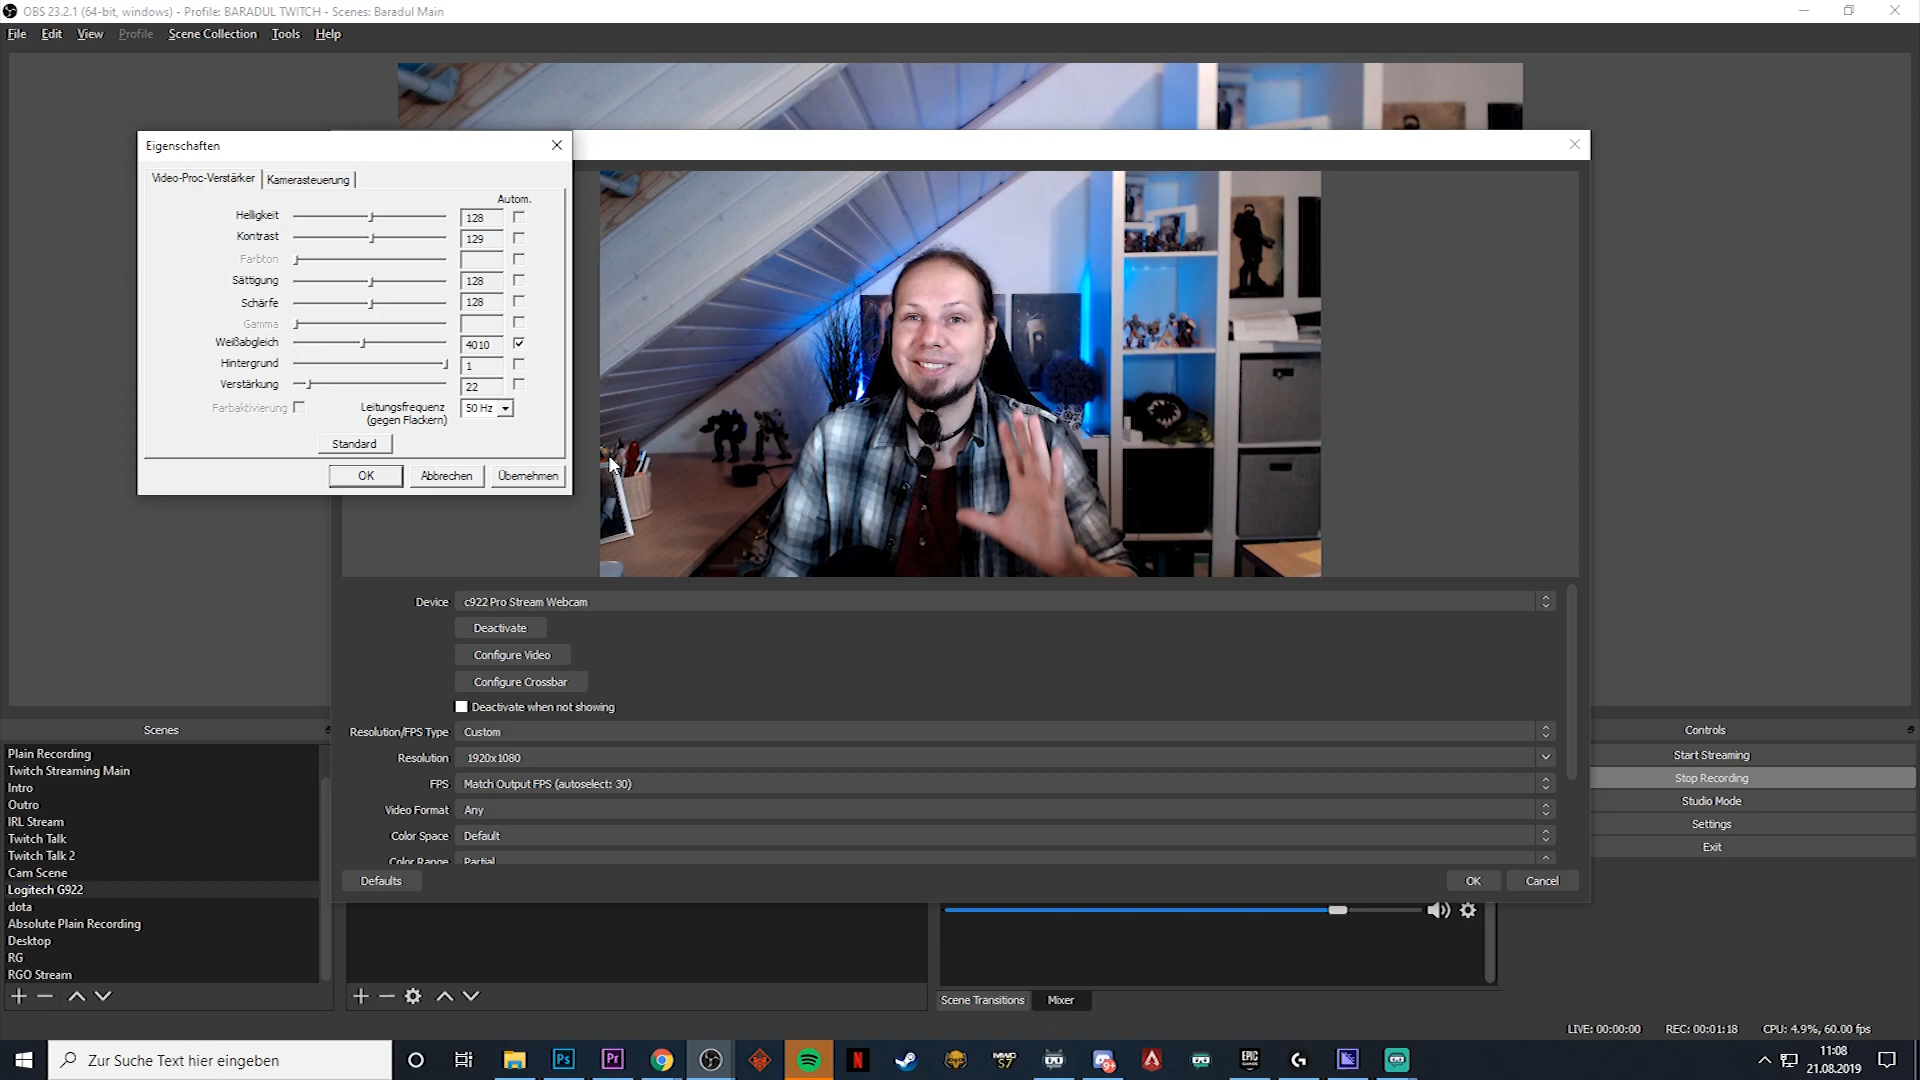 OBS 23.2.1 (64-bit, windows) - Profile: BARADUL TWITCH - Scenes: Baradul Main
File Edit View Profile Scene Collection Tools Help
Eigenschaften
Video-Proc-Verstärker Kamerasteuerung
Autom.
Helligkeit 128
Kontrast 129
Farbton
Sättigung 128
Schärfe 128
Gamma
Weißabgleich 4010
Hintergrund 1
Verstärkung 22
Farbaktivierung Leitungsfrequenz 50 Hz
(gegen Flackern)
Standard
OK Abbrechen Übernehmen
Device c922 Pro Stream Webcam
Deactivate
Configure Video
Configure Crossbar
Deactivate when not showing
Resolution/FPS Type Custom
Resolution 1920x1080
FPS Match Output FPS (autoselect: 30)
Video Format Any
Color Space Default
Color Range Partial
Defaults OK Cancel
Scenes
Plain Recording
Twitch Streaming Main
Intro
Outro
IRL Stream
Twitch Talk
Twitch Talk 2
Cam Scene
Logitech G922
dota
Absolute Plain Recording
Desktop
RG
RGO Stream
Controls
Start Streaming
Stop Recording
Studio Mode
Settings
Exit
Scene Transitions Mixer
LIVE: 00:00:00 REC: 00:01:18 CPU: 4.9%, 60.00 fps
Zur Suche Text hier eingeben
Ps Pr N MWO S7 9+ EPIC GAMES
11:08
21.08.2019